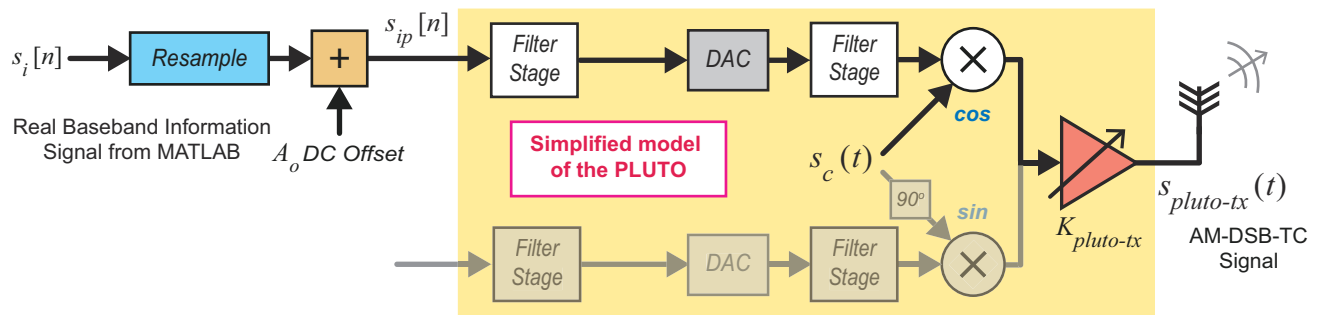 s_i[n]
Resample
+
s_ip[n]
Real Baseband Information
Signal from MATLAB
A_o DC Offset
Filter
Stage
DAC
Filter
Stage
×
cos
Simplified model
of the PLUTO
s_c(t)
90°
sin
Filter
Stage
DAC
Filter
Stage
×
K_pluto-tx
s_pluto-tx(t)
AM-DSB-TC
Signal